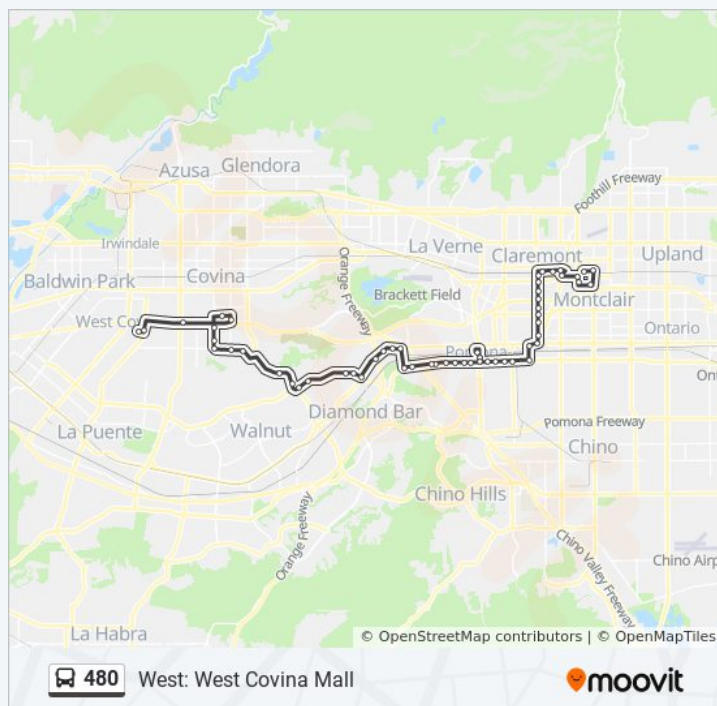 Foothill Freeway
Azusa
Glendora
La Verne
Claremont
Upland
Irwindale
Baldwin Park
Covina
Orange Freeway
Brackett Field
Montclair
West Co
Ontario
Pomona
Ont
Diamond Bar
La Puente
Walnut
Pomona Freeway
Chino
Chino Hills
Orange Freeway
Chino Valley Freeway
Chino Airp
La Habra
© OpenStreetMap contributors | © OpenMapTiles
480 West: West Covina Mall
moovit